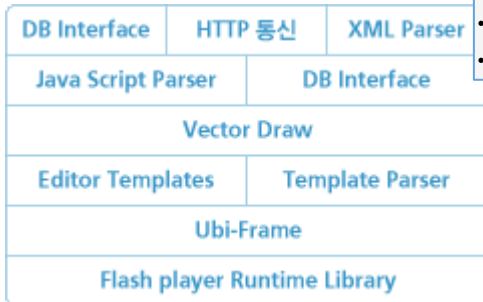 DB Interface HTTP 통신 XML Parser
Java Script Parser DB Interface
Vector Draw
Editor Templates Template Parser
Ubi-Frame
Flash player Runtime Library